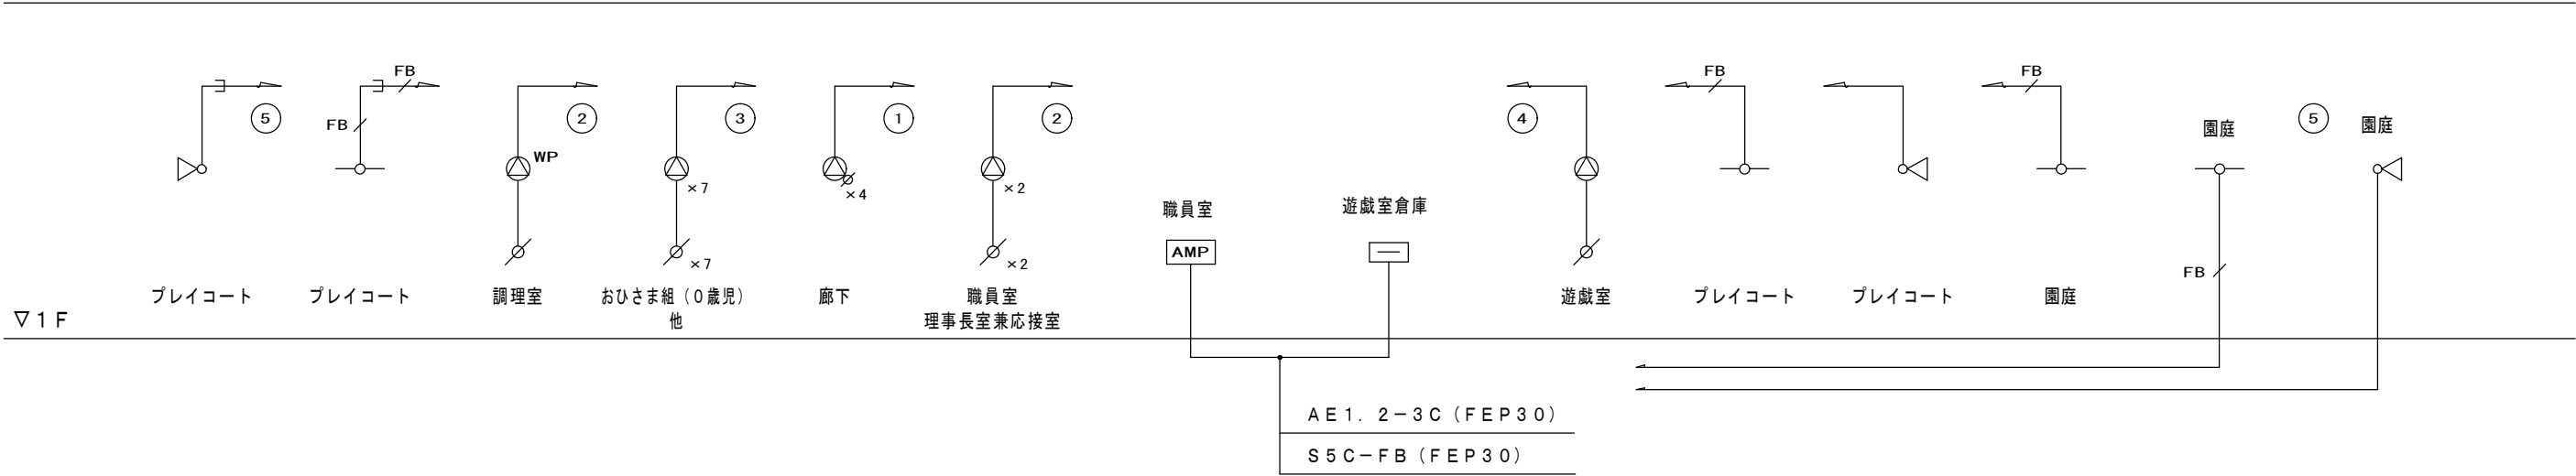 FB
FB
FB
FB
⑤
②
③
①
②
④
⑤
園庭
園庭
WP
×7
×4
×2
職員室
遊戯室倉庫
AMP
×7
×2
FB
プレイコート
プレイコート
調理室
おひさま組（０歳児）
他
廊下
職員室
理事長室兼応接室
遊戯室
プレイコート
プレイコート
園庭
▽１Ｆ
ＡＥ１．２－３Ｃ（ＦＥＰ３０）
Ｓ５Ｃ－ＦＢ（ＦＥＰ３０）